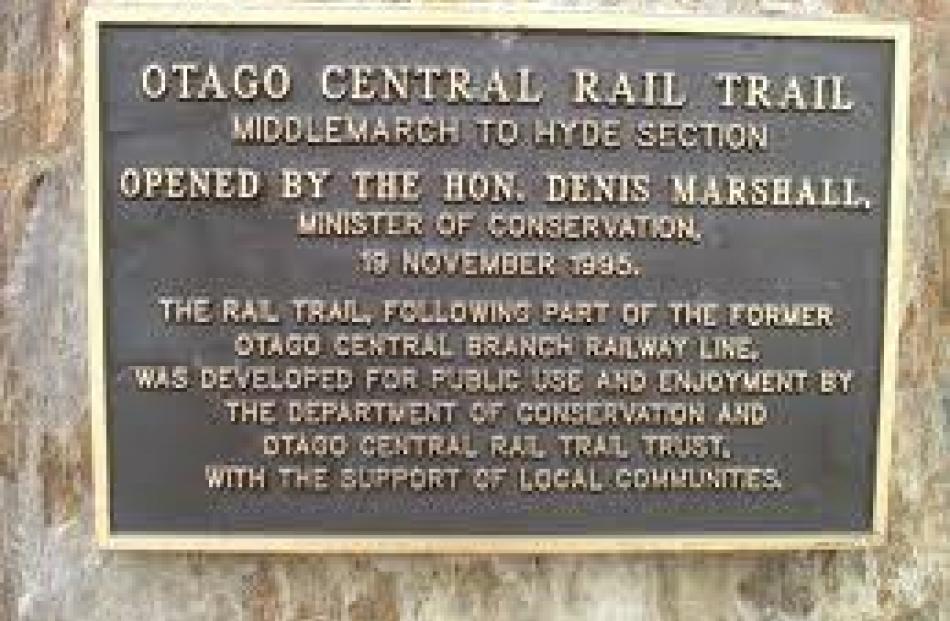 OTAGO CENTRAL RAIL TRAIL
MIDDLEMARCH TO HYDE SECTION
OPENED BY THE HON. DENIS MARSHALL,
MINISTER OF CONSERVATION,
19 NOVEMBER 1995.
THE RAIL TRAIL, FOLLOWING PART OF THE FORMER
OTAGO CENTRAL BRANCH RAILWAY LINE,
WAS DEVELOPED FOR PUBLIC USE AND ENJOYMENT BY
THE DEPARTMENT OF CONSERVATION AND
OTAGO CENTRAL RAIL TRAIL TRUST,
WITH THE SUPPORT OF LOCAL COMMUNITIES.